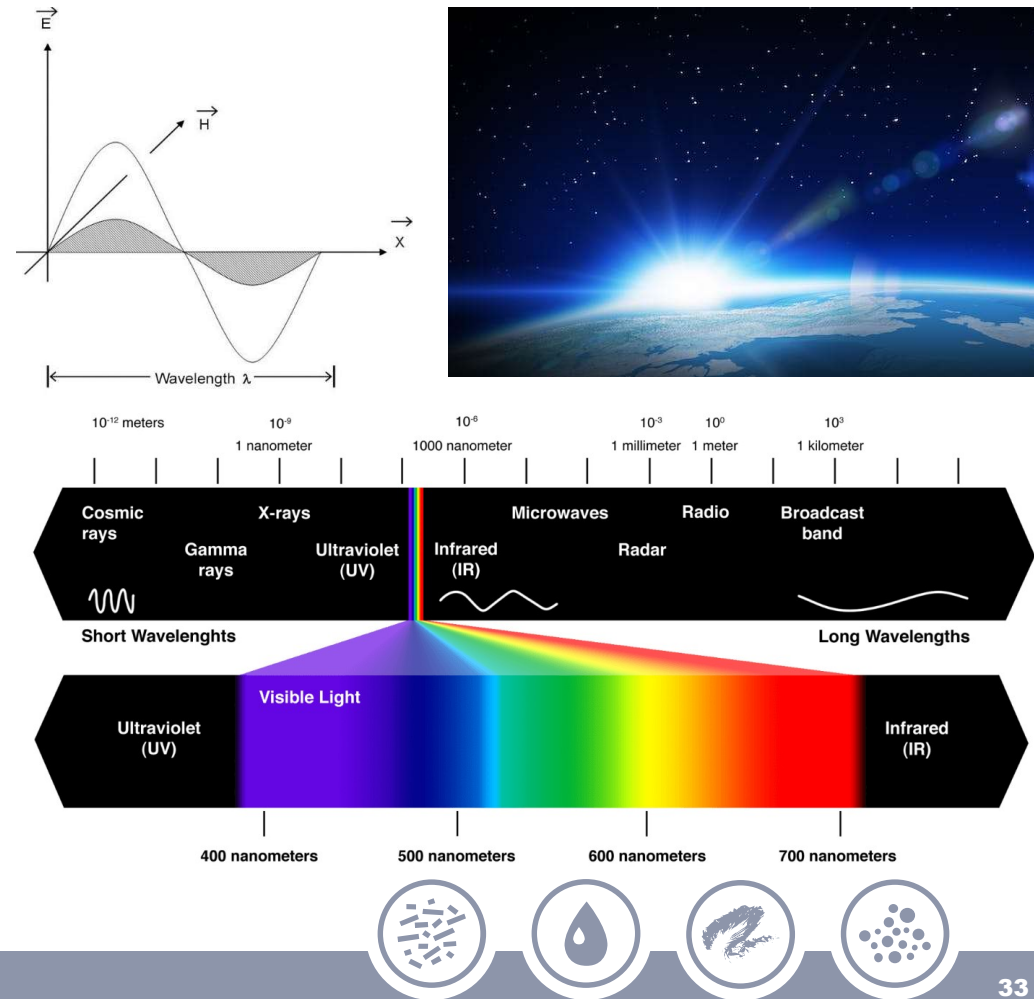 E
H
X
Wavelength λ
10⁻¹² meters
10⁻⁹
10⁻⁶
10⁻³
10⁰
10³
1 nanometer
1000 nanometer
1 millimeter
1 meter
1 kilometer
Cosmic
rays
X-rays
Microwaves
Radio
Broadcast
band
Gamma
rays
Ultraviolet
(UV)
Infrared
(IR)
Radar
Short Wavelenghts
Long Wavelengths
Visible Light
Ultraviolet
(UV)
Infrared
(IR)
400 nanometers
500 nanometers
600 nanometers
700 nanometers
33